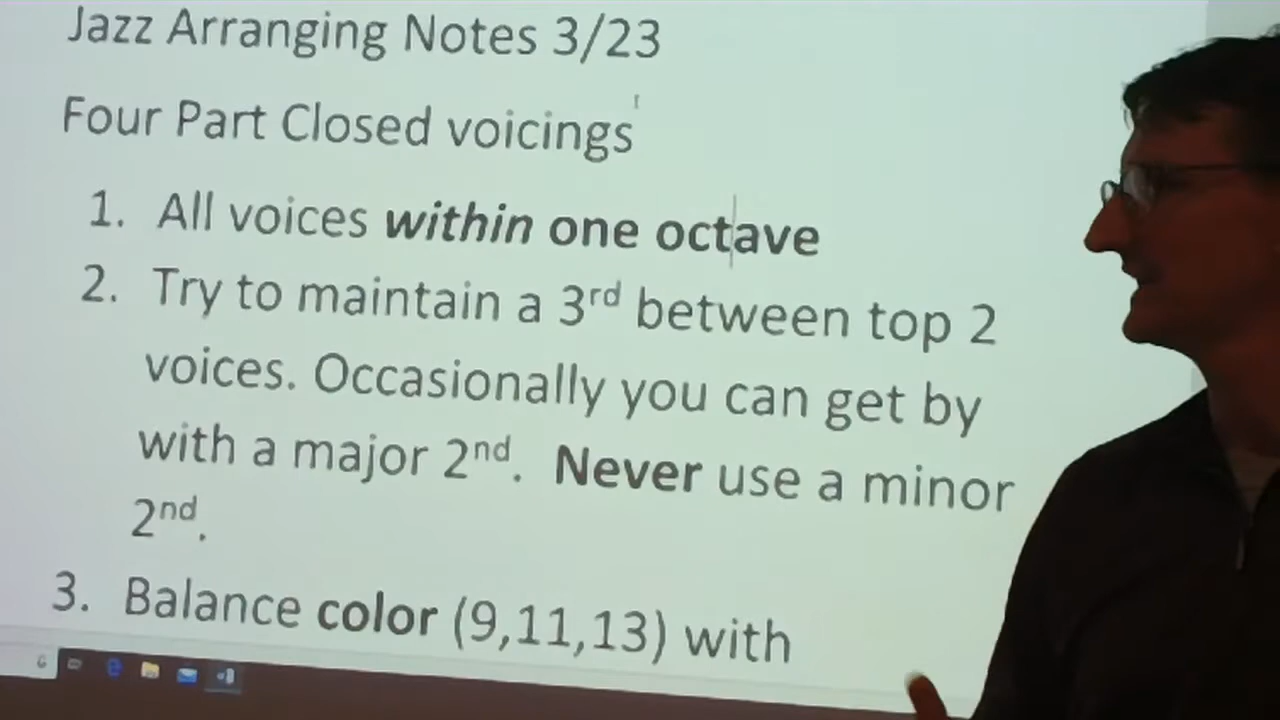 Jazz Arranging Notes 3/23
Four Part Closed voicings
1. All voices within one octave
2. Try to maintain a 3rd between top 2
voices. Occasionally you can get by
with a major 2nd. Never use a minor
2nd.
3. Balance color (9,11,13) with